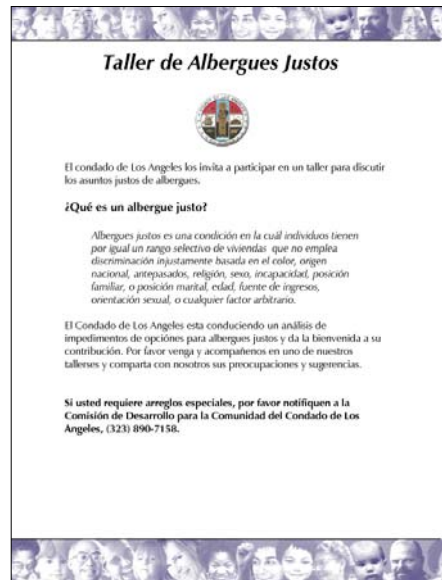 Taller de Albergues Justos
El condado de Los Angeles los invita a participar en un taller para discutir
los asuntos justos de albergues.
¿Qué es un albergue justo?
Albergues justos es una condición en la cuál individuos tienen
por igual un rango selectivo de viviendas que no emplea
discriminación injustamente basada en el color, origen
nacional, antepasados, religión, sexo, incapacidad, posición
familiar, o posición marital, edad, fuente de ingresos,
orientación sexual, o cualquier factor arbitrario.
El Condado de Los Angeles esta conduciendo un análisis de
impedimentos de opciónes para albergues justos y da la bienvenida a su
contribución. Por favor venga y acompañenos en uno de nuestros
tallerses y comparta con nosotros sus preocupaciones y sugerencias.
Si usted requiere arreglos especiales, por favor notifiquen a la
Comisión de Desarrollo para la Comunidad del Condado de Los
Angeles, (323) 890-7158.